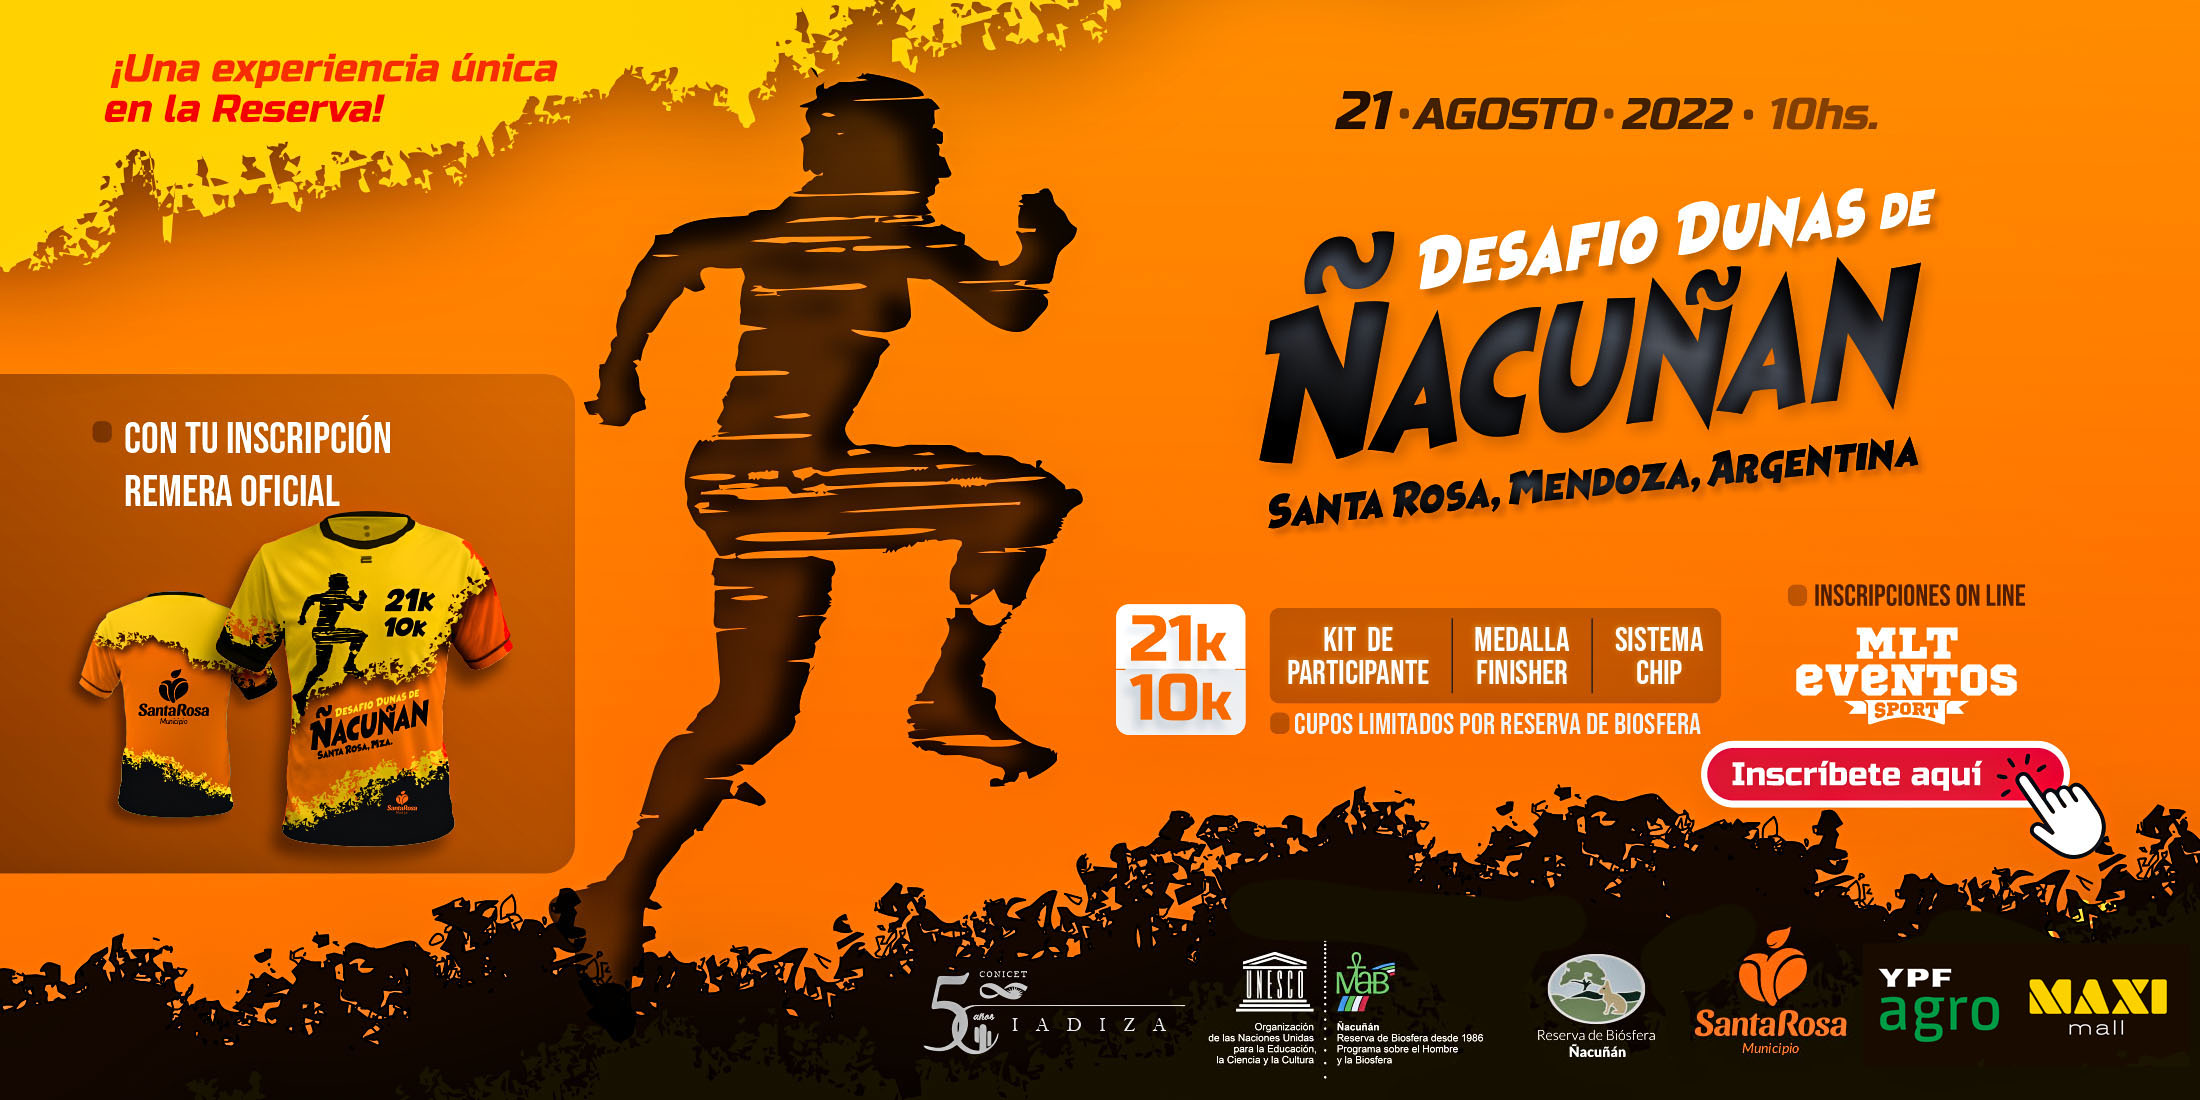 ¡Una experiencia única
en la Reserva!
21 · AGOSTO · 2022 · 10hs.
DESAFIO DUNAS DE
ÑACUÑAN
SANTA ROSA, MENDOZA, ARGENTINA
CON TU INSCRIPCIÓN
REMERA OFICIAL
21K
10K
DESAFIO DUNAS DE
ÑACUÑAN
SANTA ROSA, MZA.
SantaRosa
SantaRosa
Municipio
21k
10k
KIT DE
PARTICIPANTE
MEDALLA
FINISHER
SISTEMA
CHIP
CUPOS LIMITADOS POR RESERVA DE BIOSFERA
INSCRIPCIONES ON LINE
MLT
eventos
SPORT
Inscríbete aquí
CONICET
50
años
IADIZA
UNESCO
Organización
de las Naciones Unidas
para la Educación,
la Ciencia y la Cultura
MaB
Ñacuñán
Reserva de Biosfera desde 1986
Programa sobre el Hombre
y la Biosfera
Reserva de Biósfera
Ñacuñán
SantaRosa
Municipio
YPF
agro
MAXI
mall